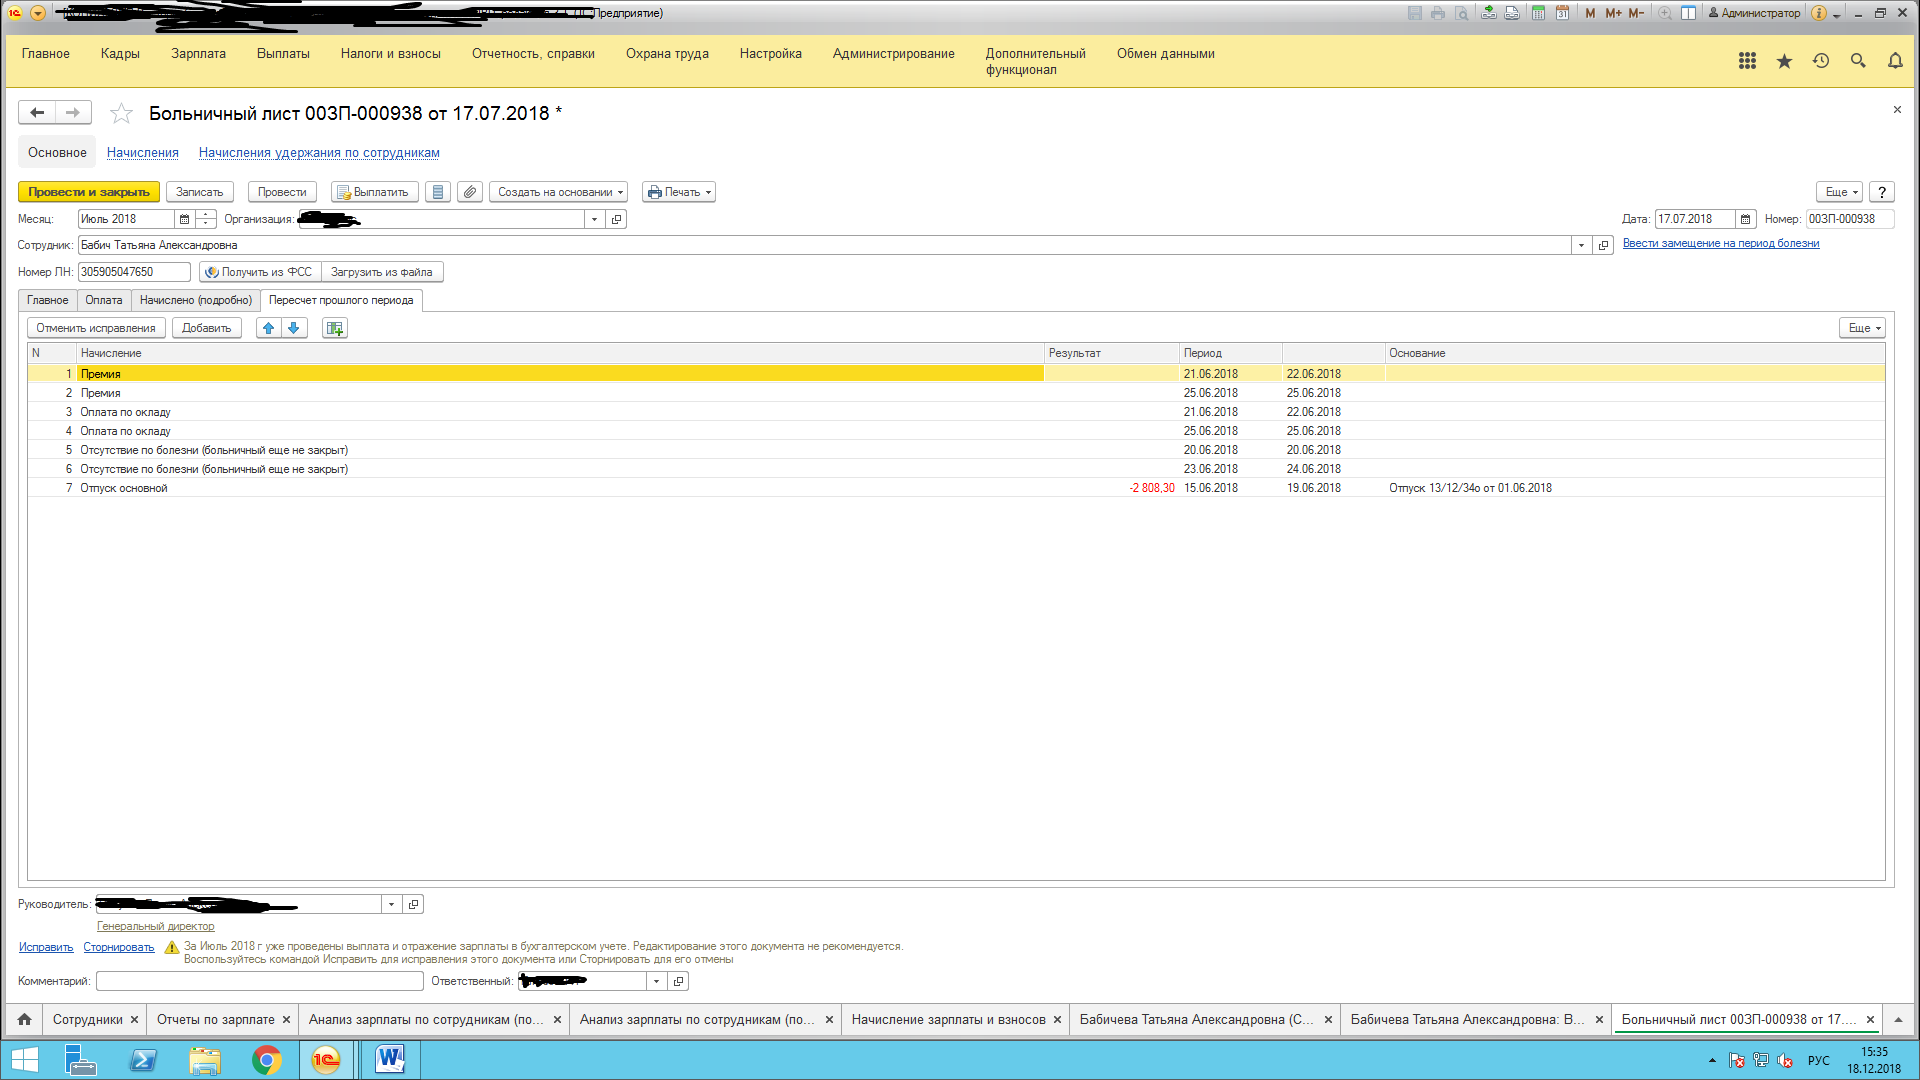 Предприятие)
M M+ M- Администратор
Главное Кадры Зарплата Выплаты Налоги и взносы Отчетность, справки Охрана труда Настройка Администрирование Дополнительный функционал Обмен данными
Больничный лист 00ЗП-000938 от 17.07.2018 *
Основное Начисления Начисления удержания по сотрудникам
Провести и закрыть Записать Провести Выплатить Создать на основании Печать Еще ?
Месяц: Июль 2018 Организация: Дата: 17.07.2018 Номер: 00ЗП-000938
Сотрудник: Бабич Татьяна Александровна Ввести замещение на период болезни
Номер ЛН: 305905047650 Получить из ФСС Загрузить из файла
Главное Оплата Начислено (подробно) Пересчет прошлого периода
Отменить исправления Добавить Еще
N Начисление Результат Период Основание
1 Премия 21.06.2018 22.06.2018
2 Премия 25.06.2018 25.06.2018
3 Оплата по окладу 21.06.2018 22.06.2018
4 Оплата по окладу 25.06.2018 25.06.2018
5 Отсутствие по болезни (больничный еще не закрыт) 20.06.2018 20.06.2018
6 Отсутствие по болезни (больничный еще не закрыт) 23.06.2018 24.06.2018
7 Отпуск основной -2 808,30 15.06.2018 19.06.2018 Отпуск 13/12/34о от 01.06.2018
Руководитель:
Генеральный директор
Исправить Сторнировать За Июль 2018 г уже проведены выплата и отражение зарплаты в бухгалтерском учете. Редактирование этого документа не рекомендуется.
Воспользуйтесь командой Исправить для исправления этого документа или Сторнировать для его отмены
Комментарий: Ответственный:
Сотрудники Отчеты по зарплате Анализ зарплаты по сотрудникам (по... Анализ зарплаты по сотрудникам (по... Начисление зарплаты и взносов Бабичева Татьяна Александровна (С... Бабичева Татьяна Александровна: В... Больничный лист 00ЗП-000938 от 17....
РУС 15:35
18.12.2018